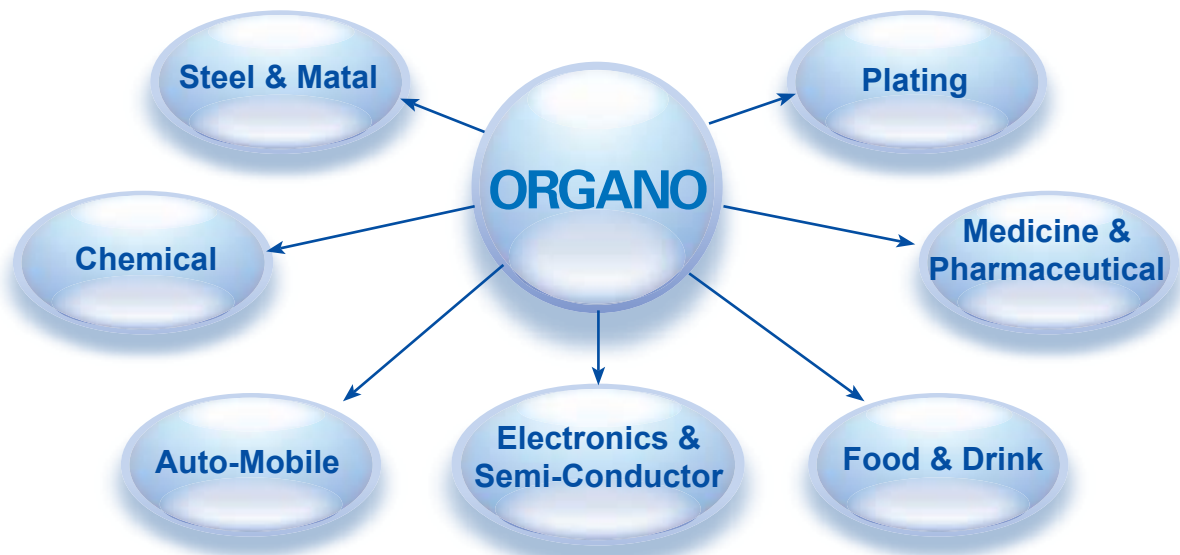 Steel & Matal
Plating
ORGANO
Chemical
Medicine &
Pharmaceutical
Auto-Mobile
Electronics &
Semi-Conductor
Food & Drink